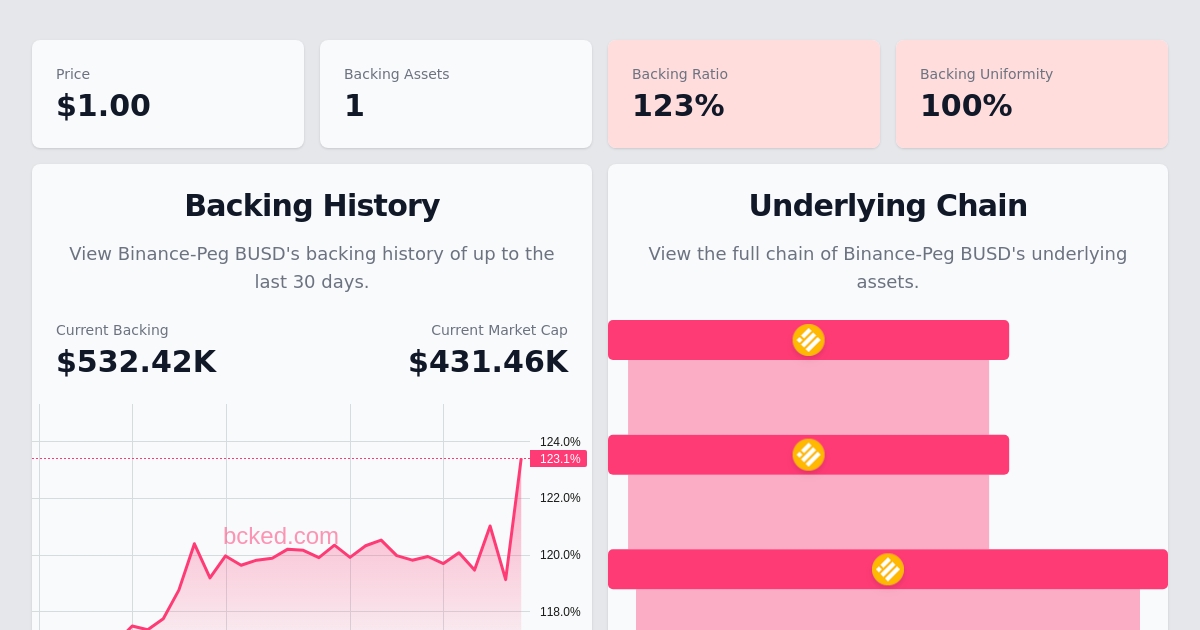 Price
$1.00
Backing Assets
1
Backing Ratio
123%
Backing Uniformity
100%
Backing History
View Binance-Peg BUSD's backing history of up to the
last 30 days.
Current Backing
$532.42K
Current Market Cap
$431.46K
124.0%
123.1%
122.0%
bcked.com
120.0%
118.0%
Underlying Chain
View the full chain of Binance-Peg BUSD's underlying
assets.